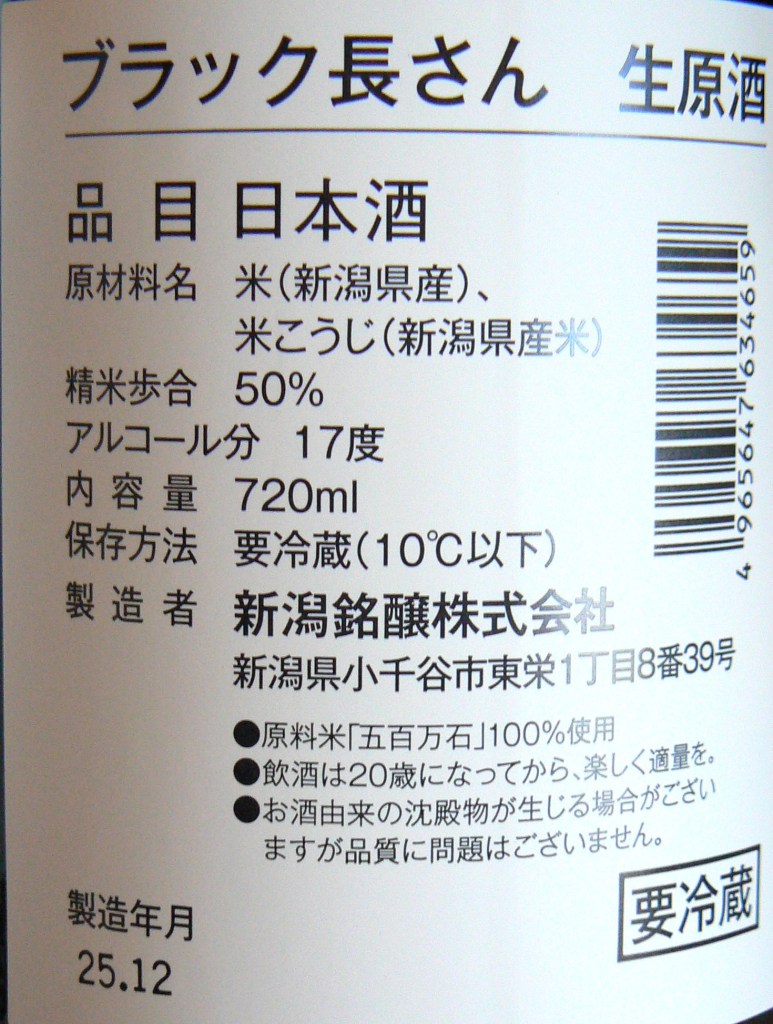 ブラック長さん 生原酒
品目 日本酒
原材料名 米(新潟県産)、
米こうじ(新潟県産米)
精米歩合 50%
アルコール分 17度
内容量 720ml
保存方法 要冷蔵(10℃以下)
製造者 新潟銘醸株式会社
新潟県小千谷市東栄1丁目8番39号
●原料米「五百万石」100%使用
●飲酒は20歳になってから、楽しく適量を。
●お酒由来の沈殿物が生じる場合がござい
ますが品質に問題はございません。
製造年月
25.12
要冷蔵
4965647634659